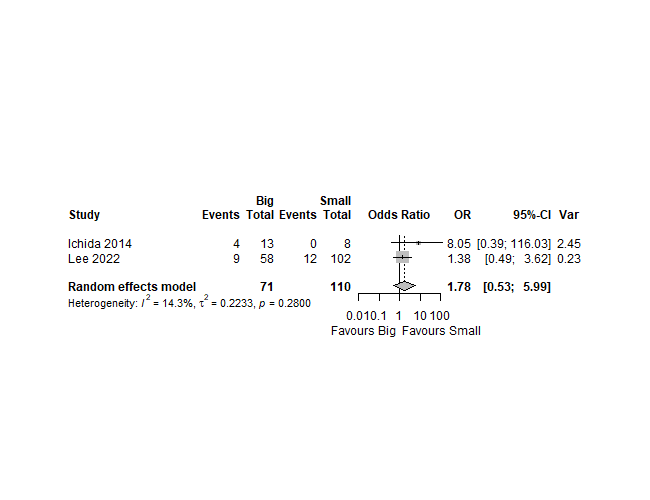 Big Small
Study Events Total Events Total Odds Ratio OR 95%-CI Var
Ichida 2014 4 13 0 8 8.05 [0.39; 116.03] 2.45
Lee 2022 9 58 12 102 1.38 [0.49; 3.62] 0.23
Random effects model 71 110 1.78 [0.53; 5.99]
Heterogeneity: I² = 14.3%, τ² = 0.2233, p = 0.2800
0.01 0.1 1 10 100
Favours Big Favours Small